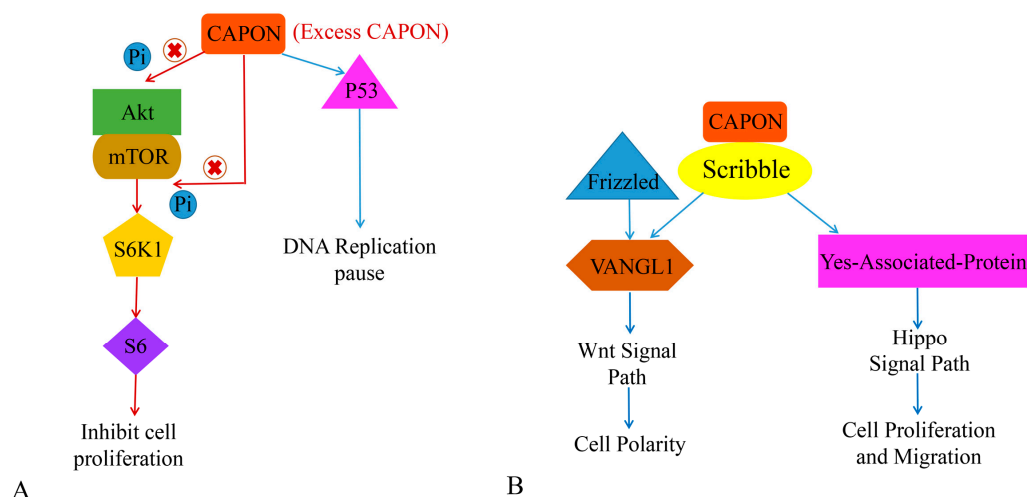 CAPON (Excess CAPON)
Pi
P53
Akt
mTOR
Pi
S6K1
DNA Replication
pause
S6
Inhibit cell
proliferation
A
CAPON
Scribble
Frizzled
VANGL1
Yes-Associated-Protein
Wnt Signal
Path
Hippo
Signal Path
Cell Polarity
Cell Proliferation
and Migration
B